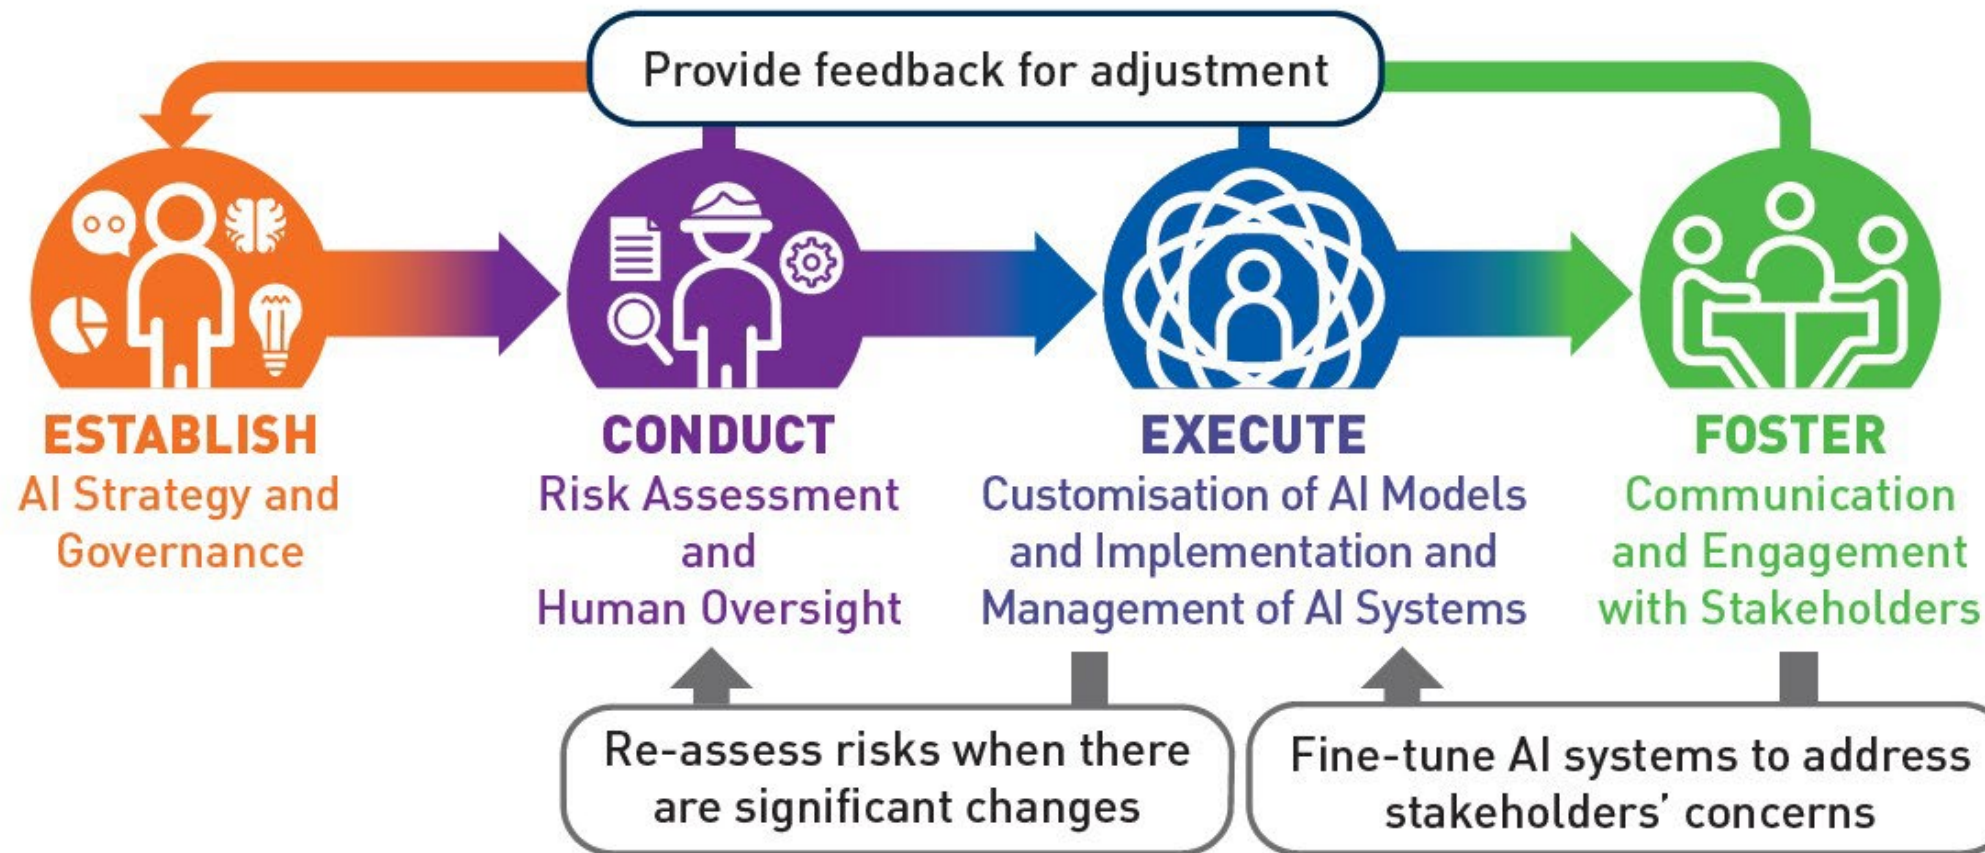 Provide feedback for adjustment
ESTABLISH
AI Strategy and
Governance
CONDUCT
Risk Assessment
and
Human Oversight
EXECUTE
Customisation of AI Models
and Implementation and
Management of AI Systems
FOSTER
Communication
and Engagement
with Stakeholders
Re-assess risks when there
are significant changes
Fine-tune AI systems to address
stakeholders’ concerns